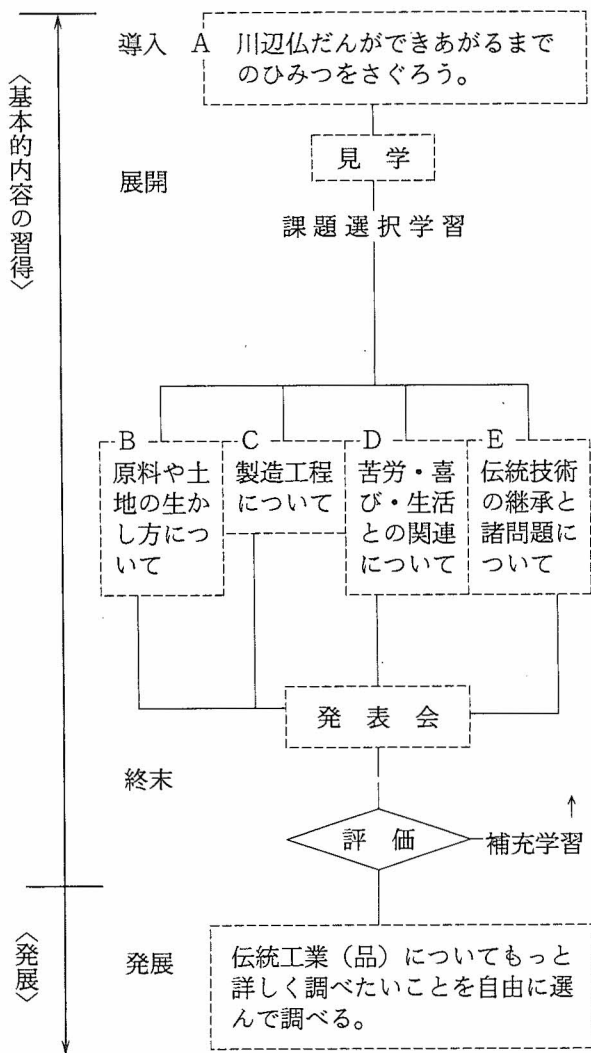 導入 A 川辺仏だんができあがるまで
のひみつをさぐろう。
〈基本的内容の習得〉
見学
展開
課題選択学習
B
原料や土
地の生か
し方につ
いて
C
製造工程
について
D
苦労・喜
び・生活
との関連
について
E
伝統技術
の継承と
諸問題に
ついて
発表会
終末
↑
評価
補充学習
〈発展〉
発展
伝統工業（品）についてもっと
詳しく調べたいことを自由に選
んで調べる。